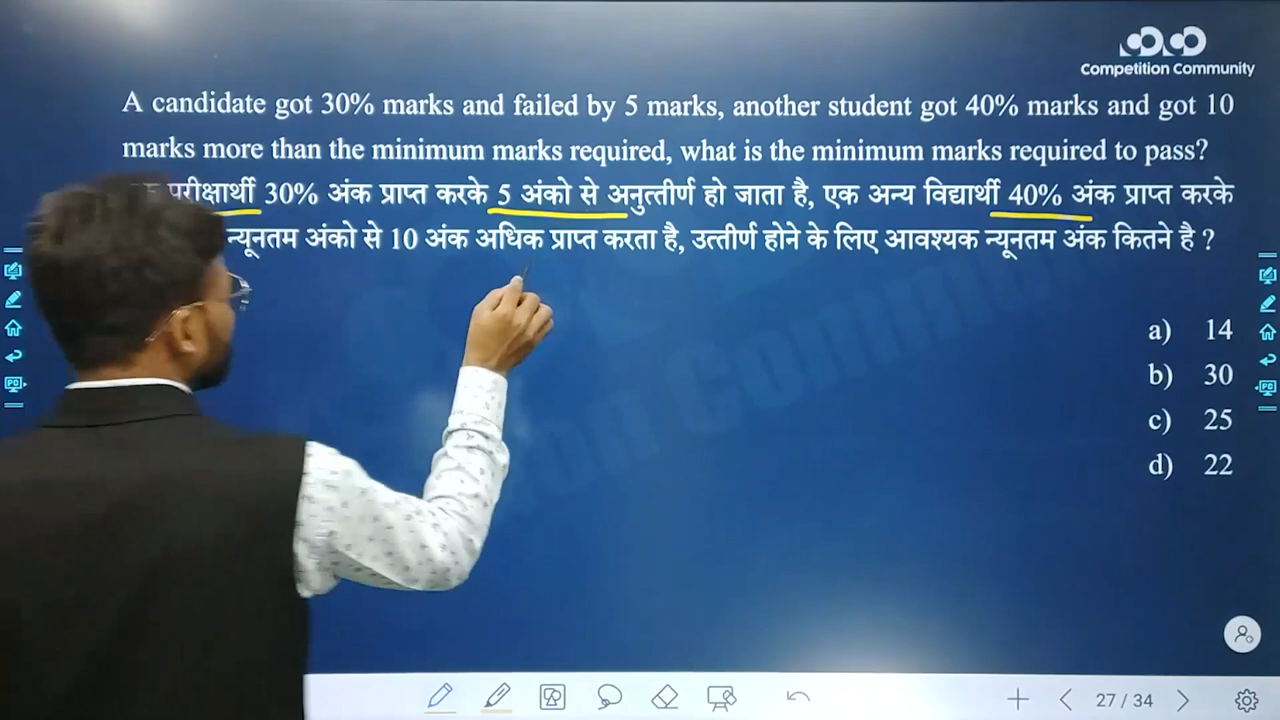 Competition Community
A candidate got 30% marks and failed by 5 marks, another student got 40% marks and got 10
marks more than the minimum marks required, what is the minimum marks required to pass?
परीक्षार्थी 30% अंक प्राप्त करके 5 अंको से अनुत्तीर्ण हो जाता है, एक अन्य विद्यार्थी 40% अंक प्राप्त करके
न्यूनतम अंको से 10 अंक अधिक प्राप्त करता है, उत्तीर्ण होने के लिए आवश्यक न्यूनतम अंक कितने है ?
a) 14
b) 30
c) 25
d) 22
27 / 34